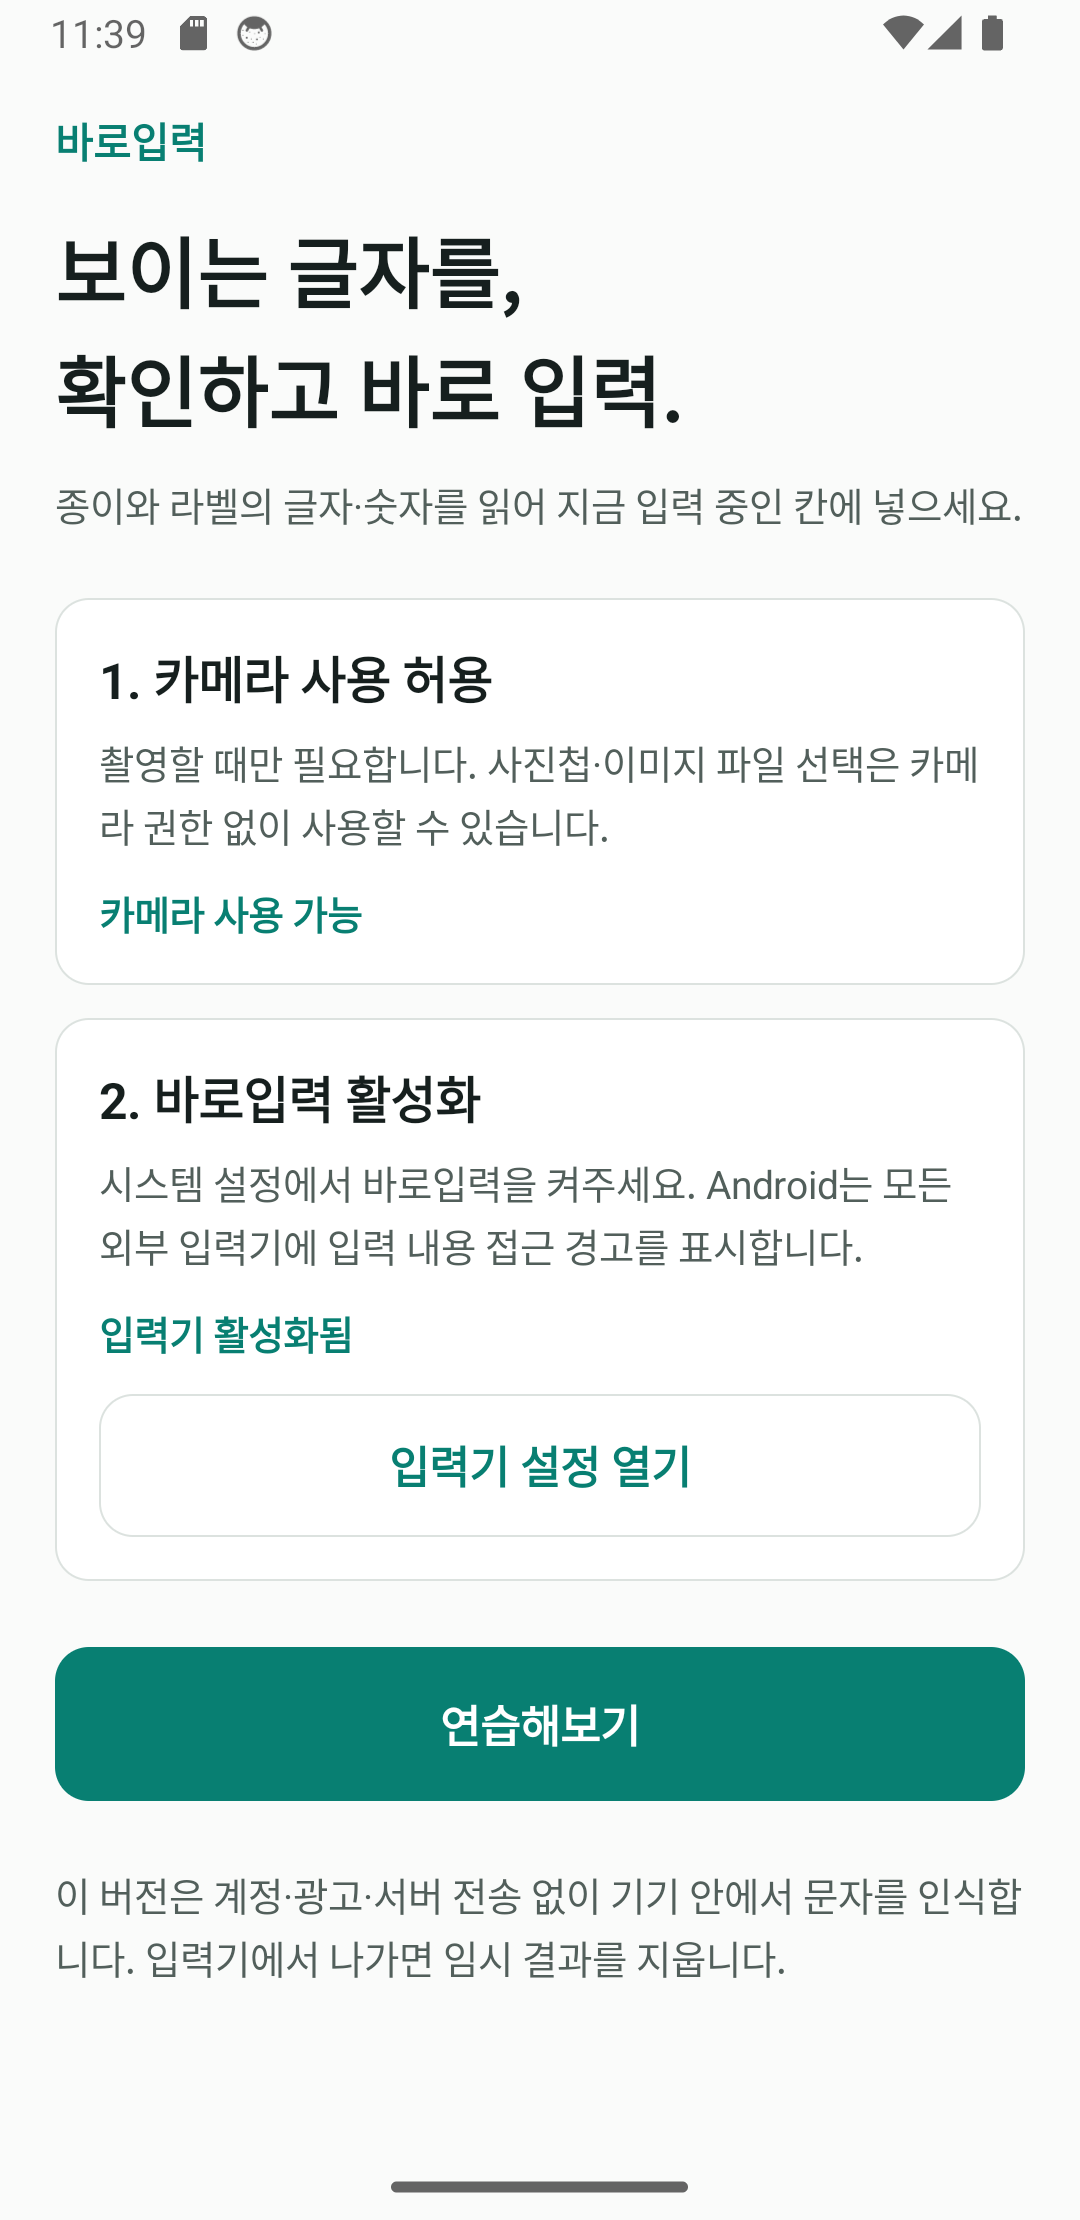 11:39
바로입력
보이는 글자를,
확인하고 바로 입력.
종이와 라벨의 글자·숫자를 읽어 지금 입력 중인 칸에 넣으세요.
1. 카메라 사용 허용
촬영할 때만 필요합니다. 사진첩·이미지 파일 선택은 카메
라 권한 없이 사용할 수 있습니다.
카메라 사용 가능
2. 바로입력 활성화
시스템 설정에서 바로입력을 켜주세요. Android는 모든
외부 입력기에 입력 내용 접근 경고를 표시합니다.
입력기 활성화됨
입력기 설정 열기
연습해보기
이 버전은 계정·광고·서버 전송 없이 기기 안에서 문자를 인식합
니다. 입력기에서 나가면 임시 결과를 지웁니다.